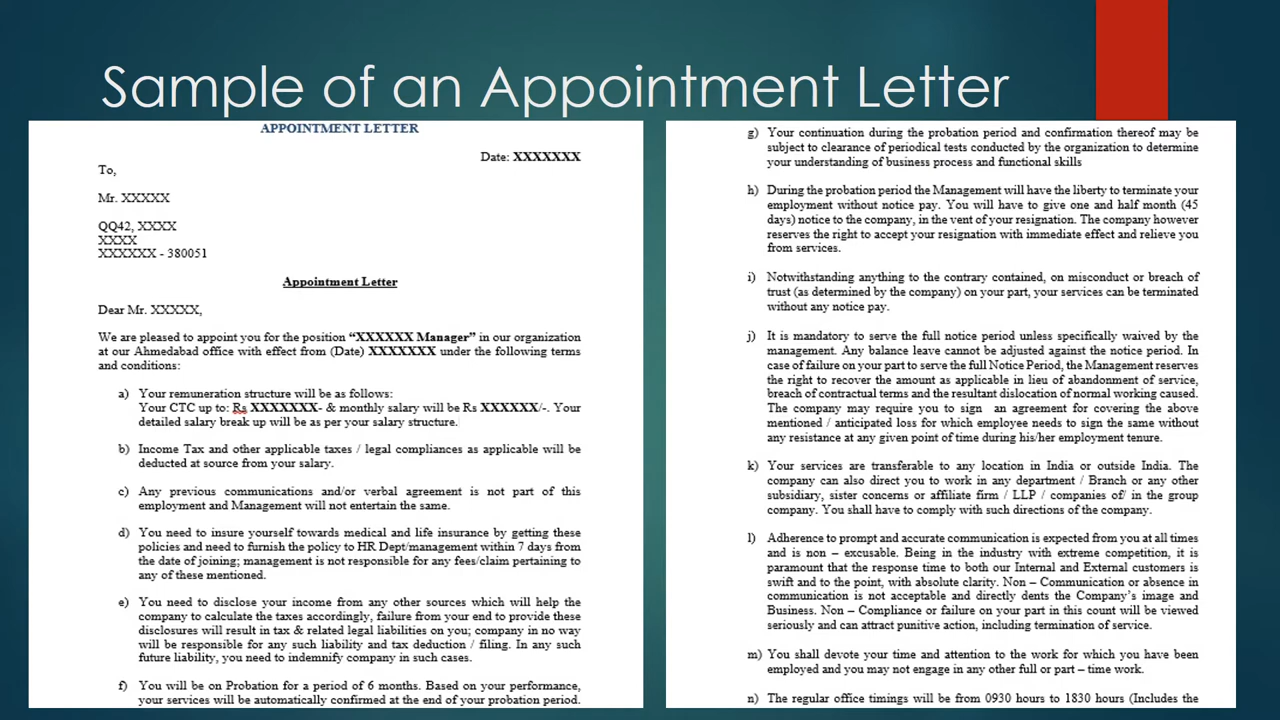 Sample of an Appointment Letter
APPOINTMENT LETTER
Date: XXXXXXX
To,
Mr. XXXXX
QQ42, XXXX
XXXX
XXXXXX - 380051
Appointment Letter
Dear Mr. XXXXX,
We are pleased to appoint you for the position “XXXXXX Manager” in our organization
at our Ahmedabad office with effect from (Date) XXXXXXX under the following terms
and conditions:
a) Your remuneration structure will be as follows:
Your CTC up to: Rs XXXXXXX- & monthly salary will be Rs XXXXXX/-. Your
detailed salary break up will be as per your salary structure.
b) Income Tax and other applicable taxes / legal compliances as applicable will be
deducted at source from your salary.
c) Any previous communications and/or verbal agreement is not part of this
employment and Management will not entertain the same.
d) You need to insure yourself towards medical and life insurance by getting these
policies and need to furnish the policy to HR Dept/management within 7 days from
the date of joining; management is not responsible for any fees/claim pertaining to
any of these mentioned.
e) You need to disclose your income from any other sources which will help the
company to calculate the taxes accordingly, failure from your end to provide these
disclosures will result in tax & related legal liabilities on you; company in no way
will be responsible for any such liability and tax deduction / filing. In any such
future liability, you need to indemnify company in such cases.
f) You will be on Probation for a period of 6 months. Based on your performance,
your services will be automatically confirmed at the end of your probation period.
g) Your continuation during the probation period and confirmation thereof may be
subject to clearance of periodical tests conducted by the organization to determine
your understanding of business process and functional skills
h) During the probation period the Management will have the liberty to terminate your
employment without notice pay. You will have to give one and half month (45
days) notice to the company, in the vent of your resignation. The company however
reserves the right to accept your resignation with immediate effect and relieve you
from services.
i) Notwithstanding anything to the contrary contained, on misconduct or breach of
trust (as determined by the company) on your part, your services can be terminated
without any notice pay.
j) It is mandatory to serve the full notice period unless specifically waived by the
management. Any balance leave cannot be adjusted against the notice period. In
case of failure on your part to serve the full Notice Period, the Management reserves
the right to recover the amount as applicable in lieu of abandonment of service,
breach of contractual terms and the resultant dislocation of normal working caused.
The company may require you to sign an agreement for covering the above
mentioned / anticipated loss for which employee needs to sign the same without
any resistance at any given point of time during his/her employment tenure.
k) Your services are transferable to any location in India or outside India. The
company can also direct you to work in any department / Branch or any other
subsidiary, sister concerns or affiliate firm / LLP / companies of/ in the group
company. You shall have to comply with such directions of the company.
l) Adherence to prompt and accurate communication is expected from you at all times
and is non – excusable. Being in the industry with extreme competition, it is
paramount that the response time to both our Internal and External customers is
swift and to the point, with absolute clarity. Non – Communication or absence in
communication is not acceptable and directly dents the Company’s image and
Business. Non – Compliance or failure on your part in this count will be viewed
seriously and can attract punitive action, including termination of service.
m) You shall devote your time and attention to the work for which you have been
employed and you may not engage in any other full or part – time work.
n) The regular office timings will be from 0930 hours to 1830 hours (Includes the